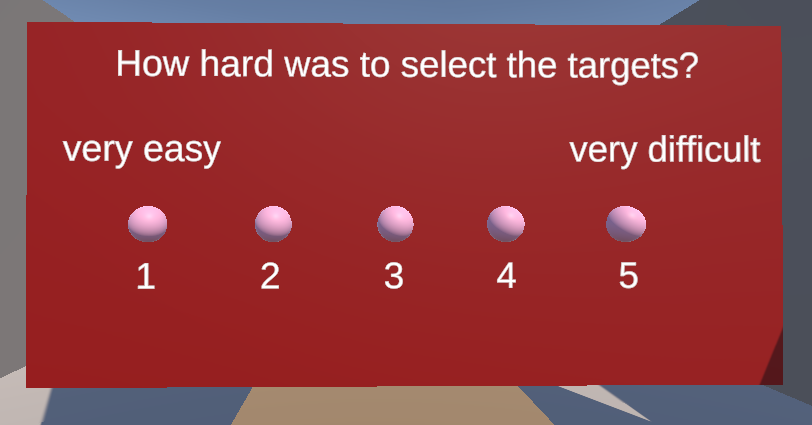 How hard was to select the targets?
very easy very difficult
1 2 3 4 5